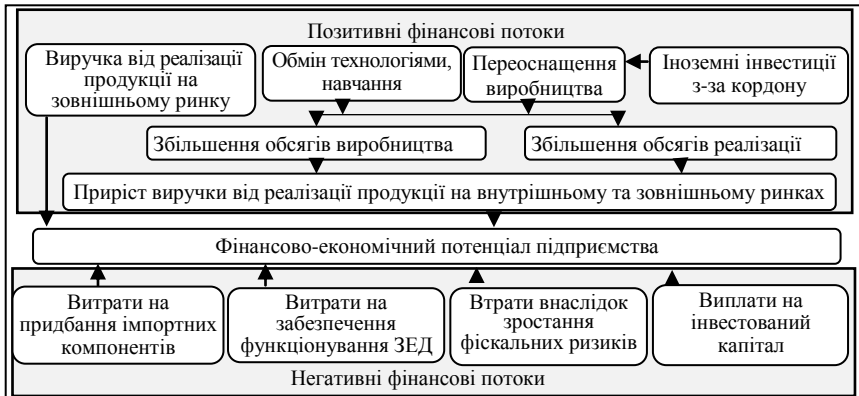 Позитивні фінансові потоки
Виручка від реалізації
продукції на
зовнішньому ринку
Обмін технологіями,
навчання
Переоснащення
виробництва
Іноземні інвестиції
з-за кордону
Збільшення обсягів виробництва
Збільшення обсягів реалізації
Приріст виручки від реалізації продукції на внутрішньому та зовнішньому ринках
Фінансово-економічний потенціал підприємства
Витрати на
придбання імпортних
компонентів
Витрати на
забезпечення
функціонування ЗЕД
Втрати внаслідок
зростання
фіскальних ризиків
Виплати на
інвестований
капітал
Негативні фінансові потоки